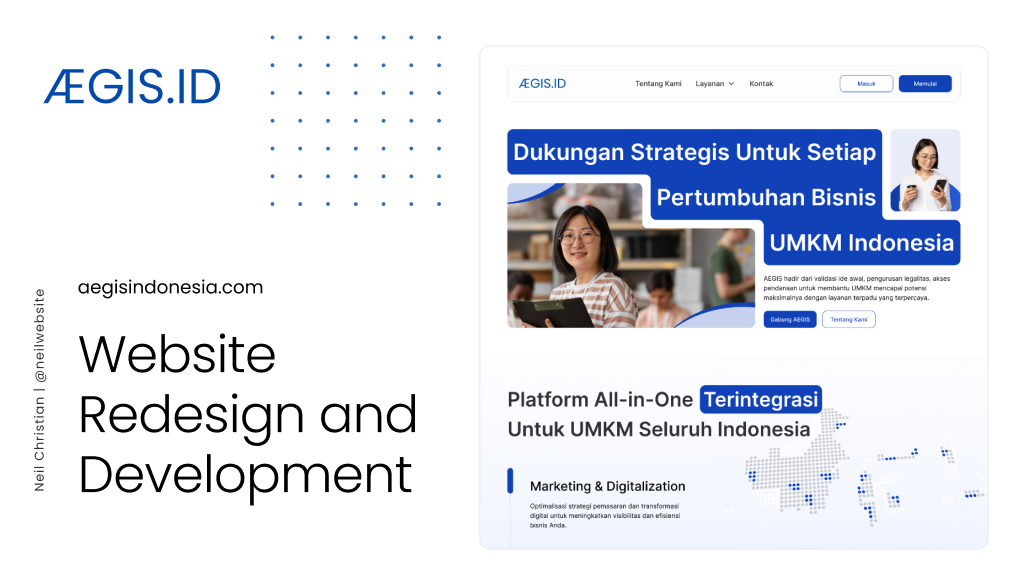 ÆGIS.ID
aegisindonesia.com
Website
Redesign and
Development
Neil Christian | @neilwebsite
ÆGIS.ID
Tentang Kami
Layanan
Kontak
Masuk
Memulai
Dukungan Strategis Untuk Setiap
Pertumbuhan Bisnis
UMKM Indonesia
AEGIS hadir dari validasi ide awal, pengurusan legalitas, akses
pendanaan untuk membantu UMKM mencapai potensi
maksimalnya dengan layanan terpadu yang terpercaya.
Gabung AEGIS
Tentang Kami
Platform All-in-One Terintegrasi
Untuk UMKM Seluruh Indonesia
Marketing & Digitalization
Optimalisasi strategi pemasaran dan transformasi
digital untuk meningkatkan visibilitas dan efisiensi
bisnis Anda.